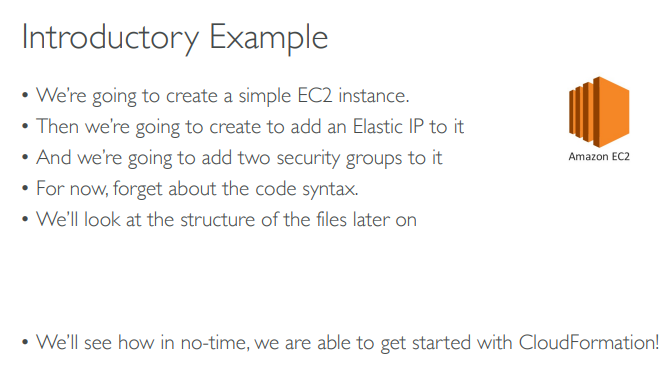 Introductory Example
• We're going to create a simple EC2 instance.
• Then we're going to create to add an Elastic IP to it
• And we're going to add two security groups to it
Amazon EC2
• For now, forget about the code syntax.
• We'll look at the structure of the files later on
• We'll see how in no-time, we are able to get started with CloudFormation!